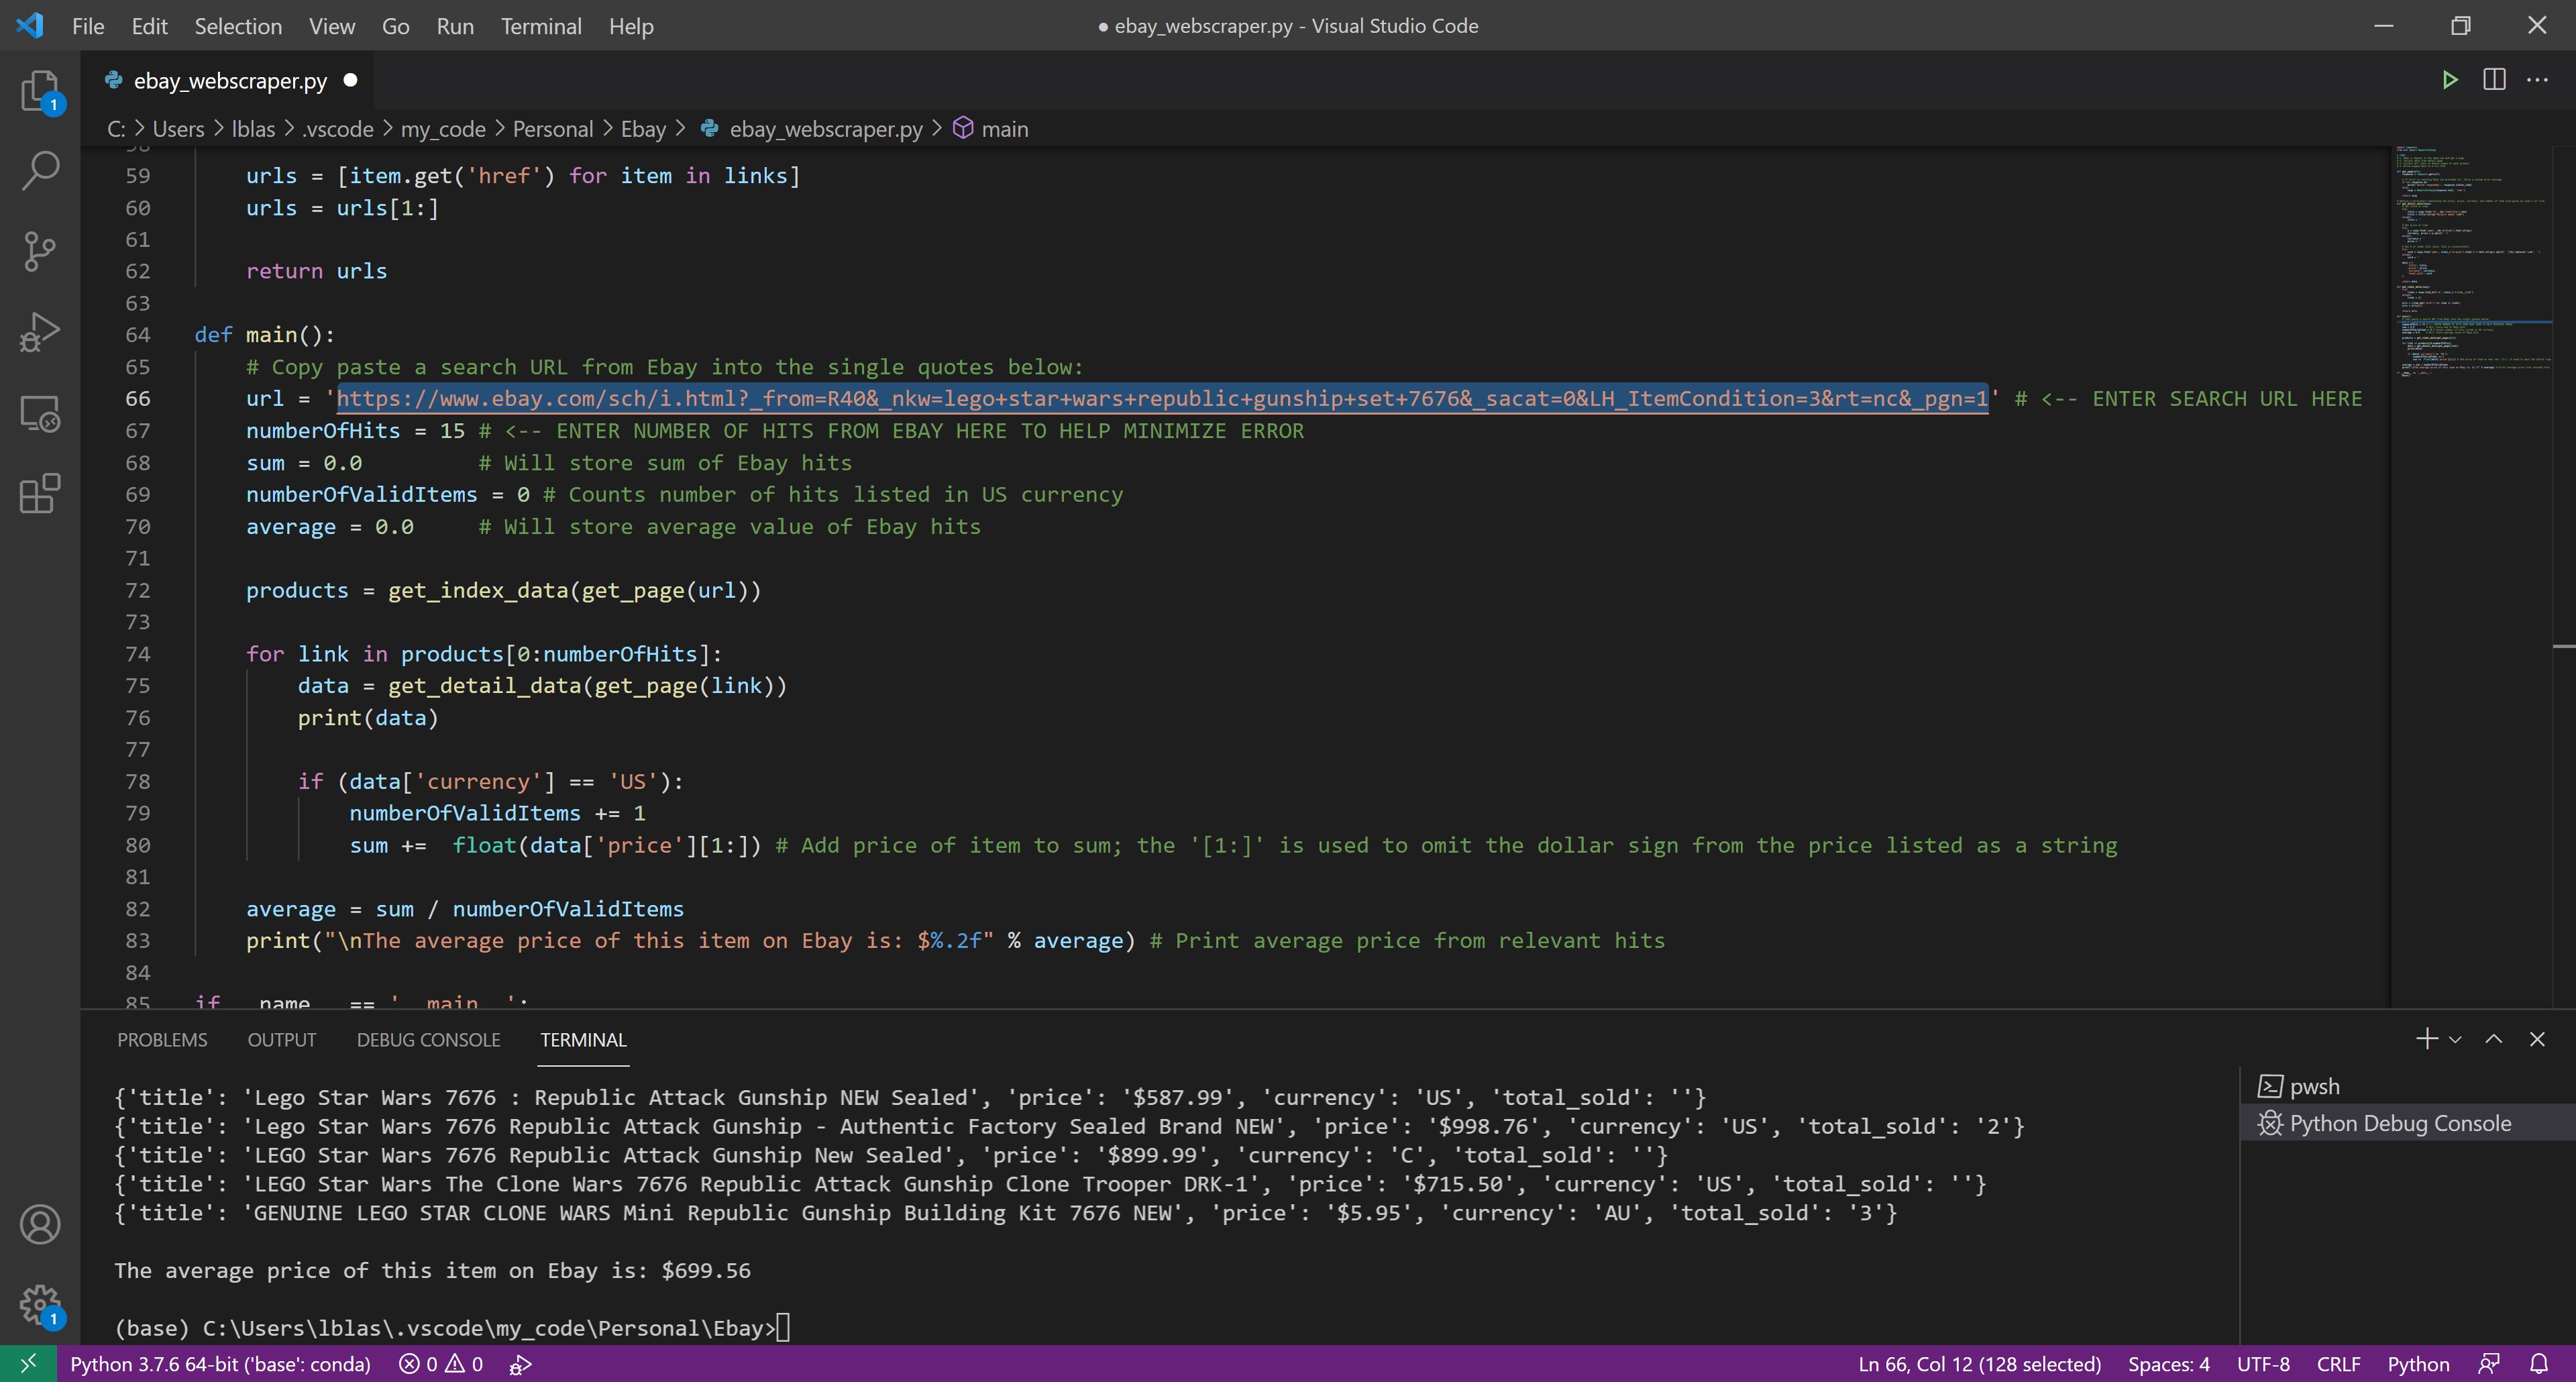 File Edit Selection View Go Run Terminal Help
● ebay_webscraper.py - Visual Studio Code
ebay_webscraper.py ●
C: > Users > lblas > .vscode > my_code > Personal > Ebay > ebay_webscraper.py > main
1
59 urls = [item.get('href') for item in links]
60 urls = urls[1:]
61
62 return urls
63
64 def main():
65 # Copy paste a search URL from Ebay into the single quotes below:
66 url = 'https://www.ebay.com/sch/i.html?_from=R40&_nkw=lego+star+wars+republic+gunship+set+7676&_sacat=0&LH_ItemCondition=3&rt=nc&_pgn=1' # <-- ENTER SEARCH URL HERE
67 numberOfHits = 15 # <-- ENTER NUMBER OF HITS FROM EBAY HERE TO HELP MINIMIZE ERROR
68 sum = 0.0 # Will store sum of Ebay hits
69 numberOfValidItems = 0 # Counts number of hits listed in US currency
70 average = 0.0 # Will store average value of Ebay hits
71
72 products = get_index_data(get_page(url))
73
74 for link in products[0:numberOfHits]:
75 data = get_detail_data(get_page(link))
76 print(data)
77
78 if (data['currency'] == 'US'):
79 numberOfValidItems += 1
80 sum += float(data['price'][1:]) # Add price of item to sum; the '[1:]' is used to omit the dollar sign from the price listed as a string
81
82 average = sum / numberOfValidItems
83 print("\nThe average price of this item on Ebay is: $%.2f" % average) # Print average price from relevant hits
84
85 if __name__ == '__main__':
PROBLEMS OUTPUT DEBUG CONSOLE TERMINAL
{'title': 'Lego Star Wars 7676 : Republic Attack Gunship NEW Sealed', 'price': '$587.99', 'currency': 'US', 'total_sold': ''}
{'title': 'Lego Star Wars 7676 Republic Attack Gunship - Authentic Factory Sealed Brand NEW', 'price': '$998.76', 'currency': 'US', 'total_sold': '2'}
{'title': 'LEGO Star Wars 7676 Republic Attack Gunship New Sealed', 'price': '$899.99', 'currency': 'C', 'total_sold': ''}
{'title': 'LEGO Star Wars The Clone Wars 7676 Republic Attack Gunship Clone Trooper DRK-1', 'price': '$715.50', 'currency': 'US', 'total_sold': ''}
{'title': 'GENUINE LEGO STAR CLONE WARS Mini Republic Gunship Building Kit 7676 NEW', 'price': '$5.95', 'currency': 'AU', 'total_sold': '3'}
The average price of this item on Ebay is: $699.56
(base) C:\Users\lblas\.vscode\my_code\Personal\Ebay>
pwsh
Python Debug Console
1
Python 3.7.6 64-bit ('base': conda) 0 0
Ln 66, Col 12 (128 selected) Spaces: 4 UTF-8 CRLF Python